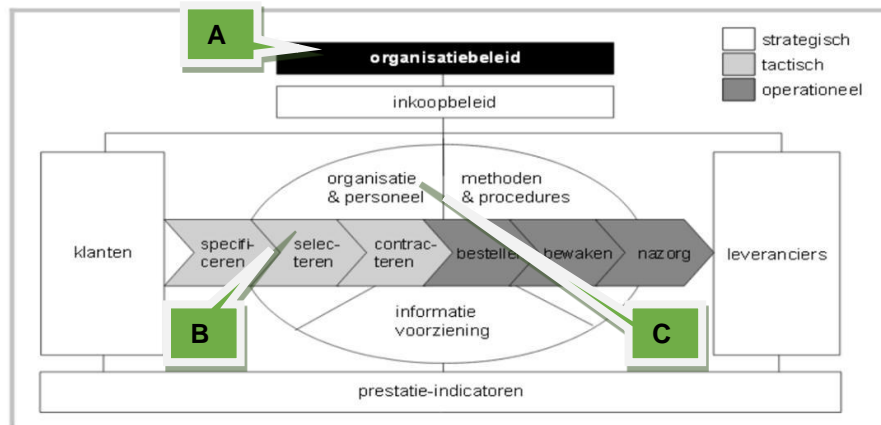 A
organisatiebeleid
strategisch
tactisch
operationeel
inkoopbeleid
organisatie
& personeel
methoden
& procedures
klanten
specifi-
ceren
selec-
teren
contrac-
teren
bestellen
bewaken
nazorg
leveranciers
informatie
voorziening
B
C
prestatie-indicatoren